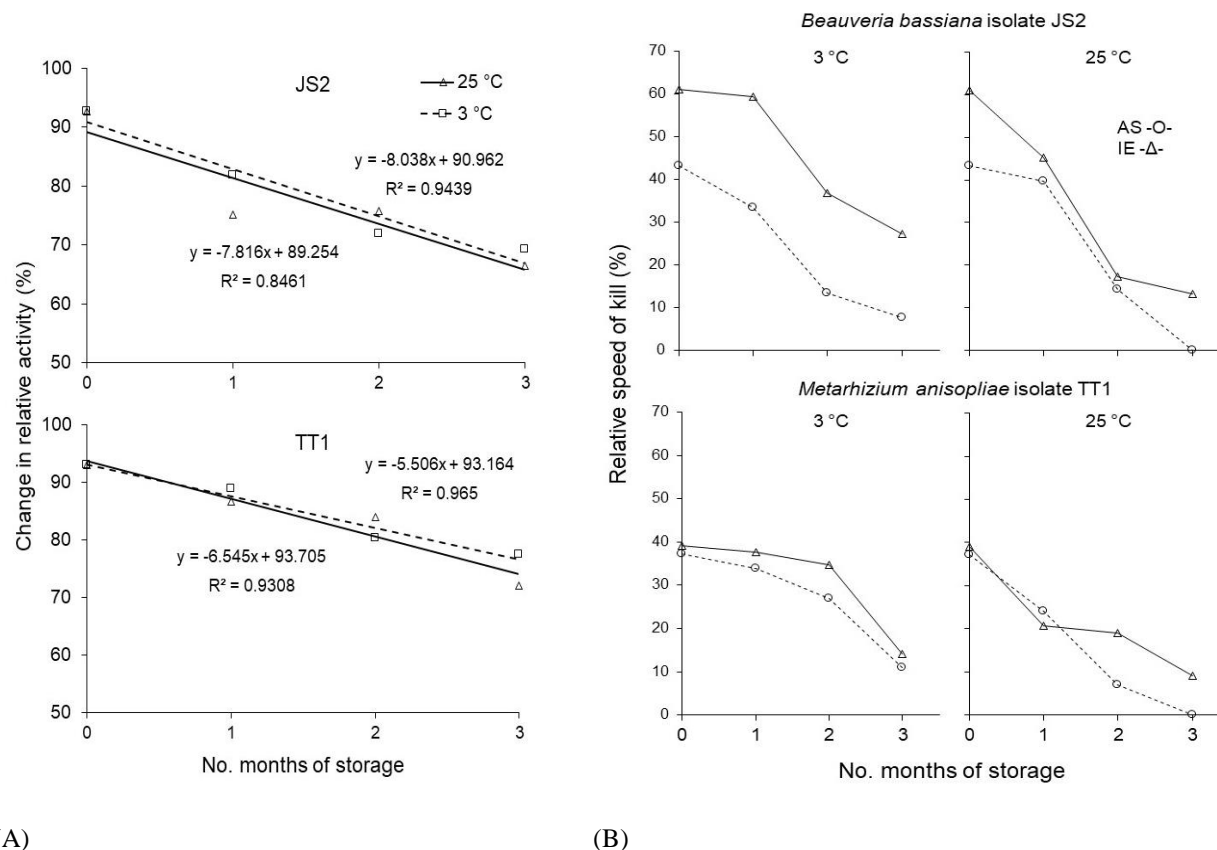 Change in relative activity (%)
100
90
80
70
60
50
JS2
25 °C
3 °C
y = -8.038x + 90.962
R² = 0.9439
y = -7.816x + 89.254
R² = 0.8461
0 1 2 3
100
90
80
70
60
50
TT1
y = -5.506x + 93.164
R² = 0.965
y = -6.545x + 93.705
R² = 0.9308
0 1 2 3
No. months of storage
A)
Beauveria bassiana isolate JS2
Relative speed of kill (%)
70
60
50
40
30
20
10
0
3 °C
25 °C
AS -O-
IE -Δ-
Metarhizium anisopliae isolate TT1
70
60
50
40
30
20
10
0
3 °C
25 °C
0 1 2 3
0 1 2 3
No. months of storage
(B)